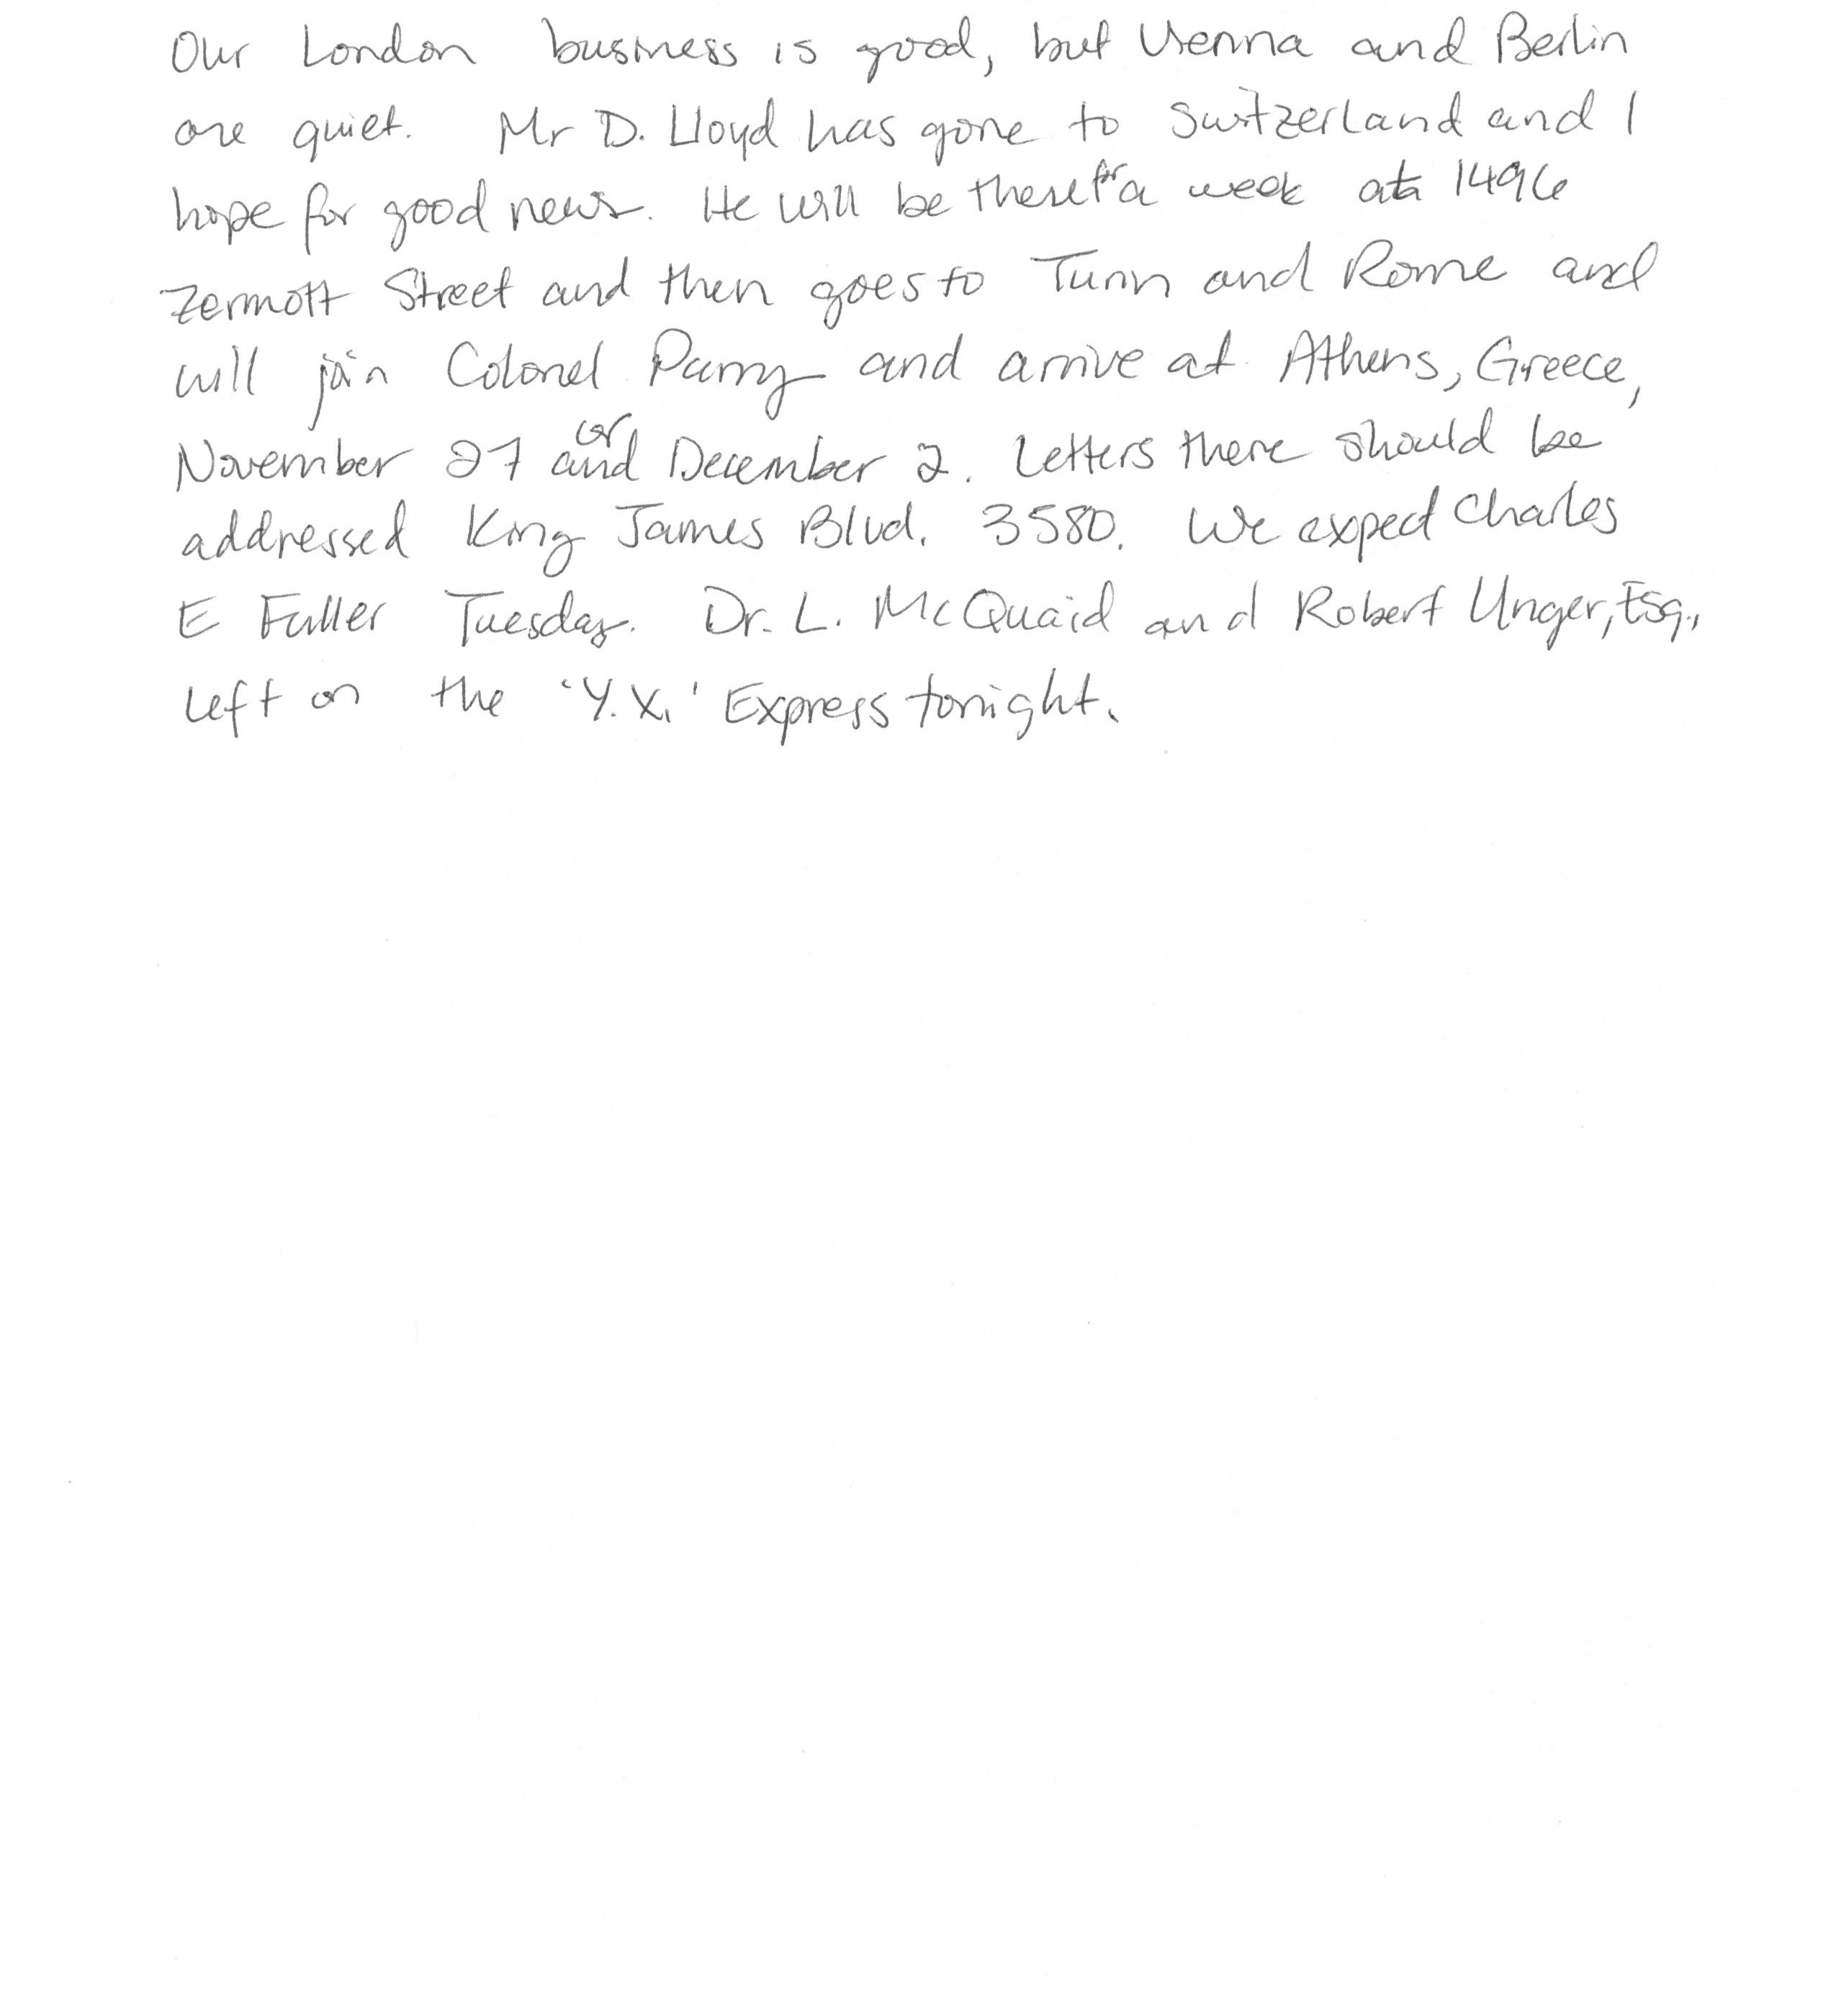 Our London business is good, but Vienna and Berlin
are quiet. Mr D. Lloyd has gone to Switzerland and I
hope for good news. He will be there for a week at 1496
Zermott Street and then goes to Turin and Rome and
will join Colonel Parry and arrive at Athens, Greece,
November 27 or December 2. Letters there should be
addressed King James Blvd. 3580. We expect Charles
E Fuller Tuesday. Dr. L. McQuaid and Robert Unger, Esq.,
left on the 'Y.X.' Express tonight.